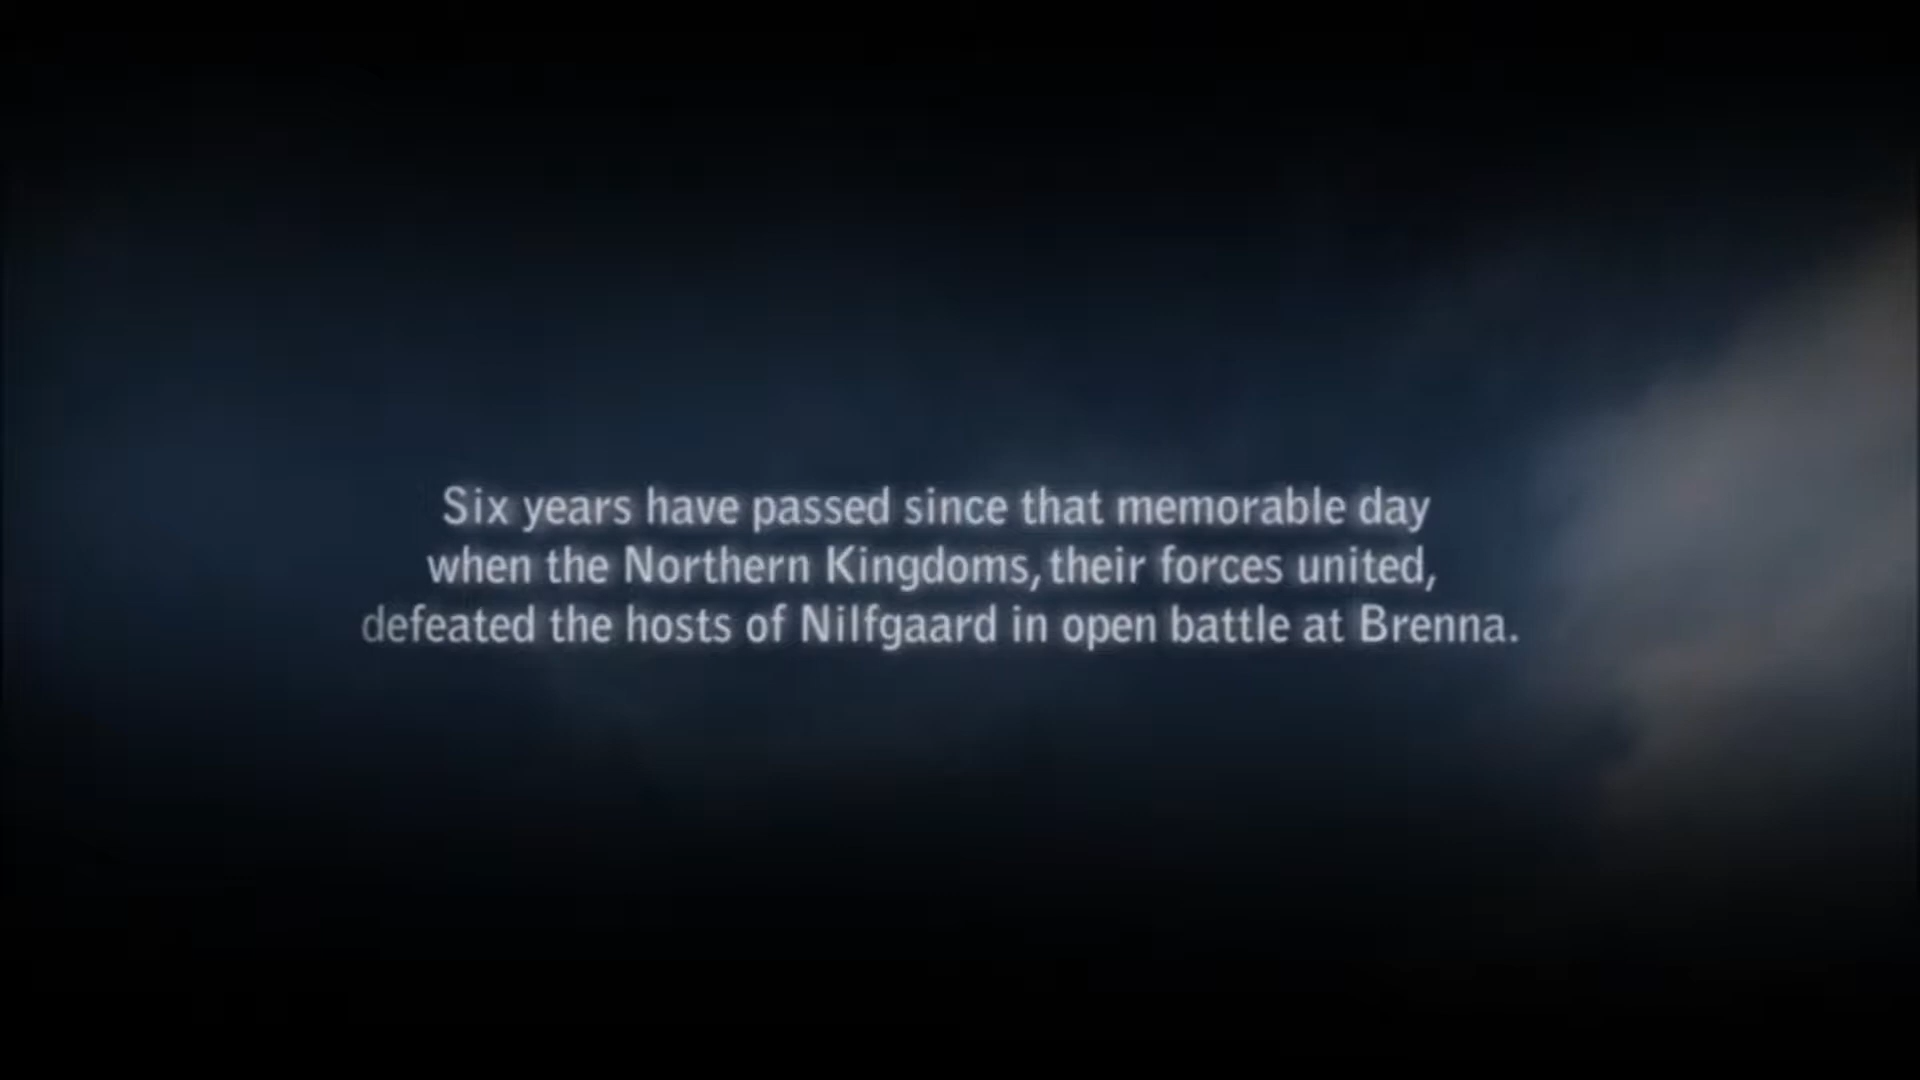 Six years have passed since that memorable day
when the Northern Kingdoms, their forces united,
defeated the hosts of Nilfgaard in open battle at Brenna.